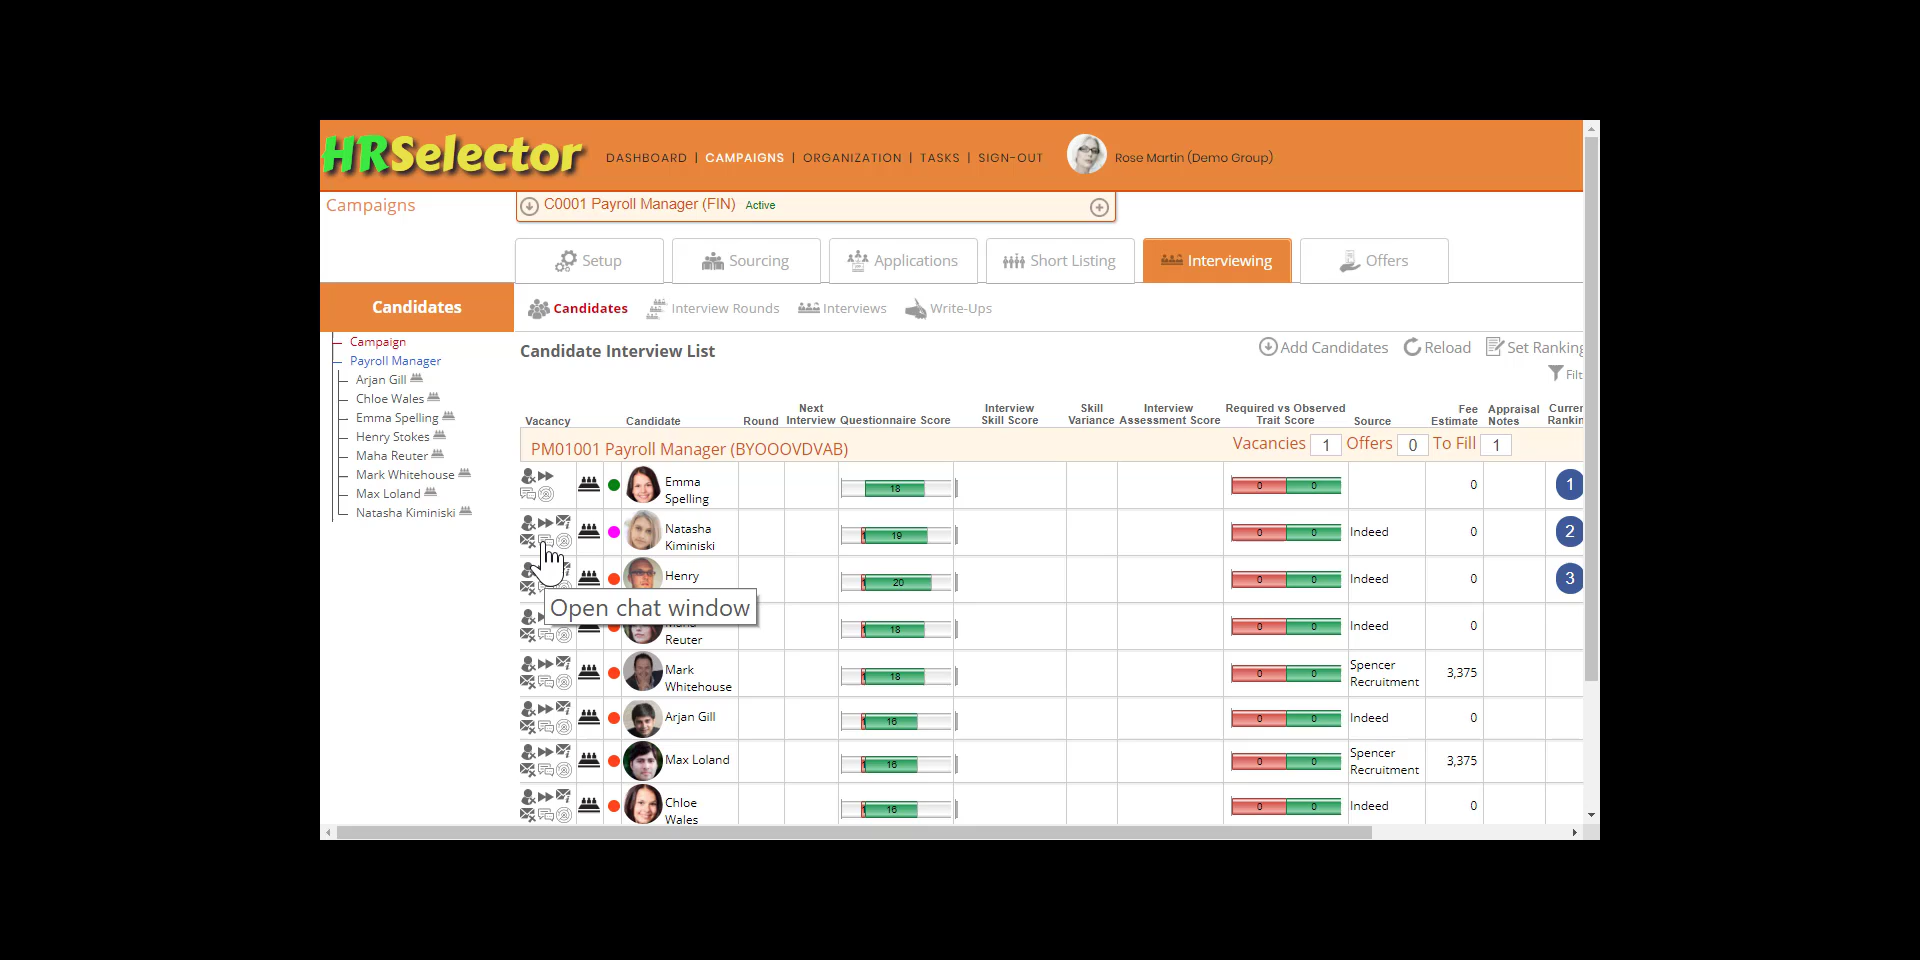 HRSelector
DASHBOARD | CAMPAIGNS | ORGANIZATION | TASKS | SIGN-OUT
Rose Martin (Demo Group)
Campaigns
C0001 Payroll Manager (FIN) Active
Setup
Sourcing
Applications
Short Listing
Interviewing
Offers
Candidates
Candidates
Interview Rounds
Interviews
Write-Ups
Campaign
Payroll Manager
Arjan Gill
Chloe Wales
Emma Spelling
Henry Stokes
Maha Reuter
Mark Whitehouse
Max Loland
Natasha Kiminiski
Candidate Interview List
Add Candidates
Reload
Set Ranking
Filt
Vacancy
Candidate
Round
Next
Interview
Questionnaire Score
Interview
Skill Score
Skill
Variance
Interview
Assessment Score
Required vs Observed
Trait Score
Source
Fee
Estimate
Appraisal
Notes
Curren
Rankin
PM01001 Payroll Manager (BYOOOVDVAB)
Vacancies 1 Offers 0 To Fill 1
Emma
Spelling
18
0 0
0
1
Natasha
Kiminiski
19
0 0
Indeed
0
2
Henry
20
0 0
Indeed
0
3
Open chat window
Reuter
18
0 0
Indeed
0
Mark
Whitehouse
18
0 0
Spencer
Recruitment
3,375
Arjan Gill
16
0 0
Indeed
0
Max Loland
16
0 0
Spencer
Recruitment
3,375
Chloe
Wales
16
0 0
Indeed
0